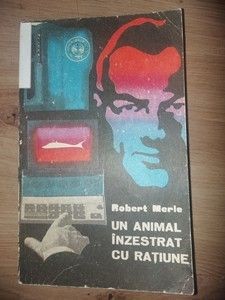 Robert Merle
UN ANIMAL
ÎNZESTRAT
CU RAȚIUNE